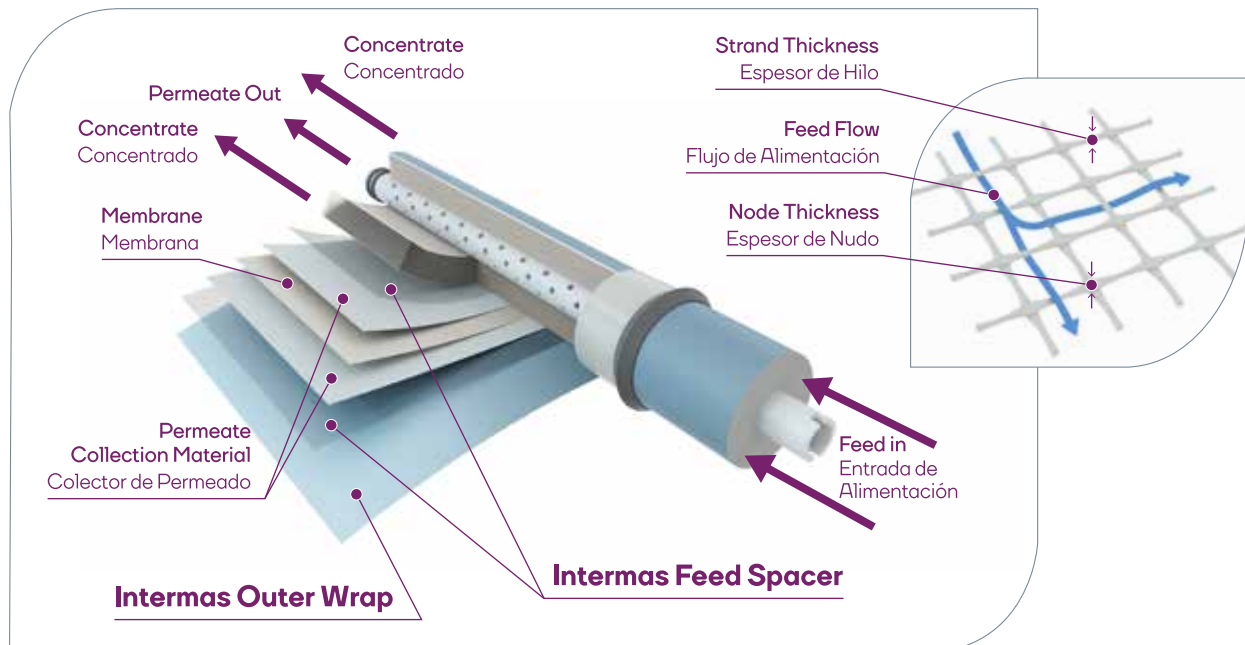 Concentrate
Concentrado
Permeate Out
Concentrate
Concentrado
Membrane
Membrana
Permeate
Collection Material
Colector de Permeado
Intermas Outer Wrap
Intermas Feed Spacer
Feed in
Entrada de
Alimentación
Strand Thickness
Espesor de Hilo
Feed Flow
Flujo de Alimentación
Node Thickness
Espesor de Nudo